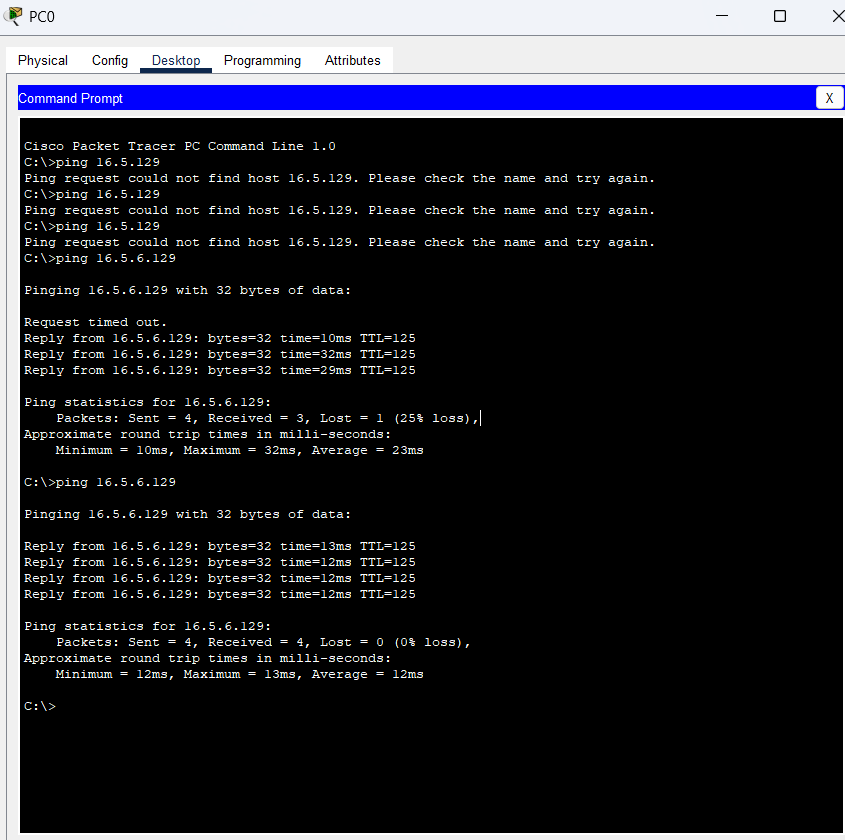 PC0
Physical Config Desktop Programming Attributes
Command Prompt X
Cisco Packet Tracer PC Command Line 1.0
C:\>ping 16.5.129
Ping request could not find host 16.5.129. Please check the name and try again.
C:\>ping 16.5.129
Ping request could not find host 16.5.129. Please check the name and try again.
C:\>ping 16.5.129
Ping request could not find host 16.5.129. Please check the name and try again.
C:\>ping 16.5.6.129
Pinging 16.5.6.129 with 32 bytes of data:
Request timed out.
Reply from 16.5.6.129: bytes=32 time=10ms TTL=125
Reply from 16.5.6.129: bytes=32 time=32ms TTL=125
Reply from 16.5.6.129: bytes=32 time=29ms TTL=125
Ping statistics for 16.5.6.129:
Packets: Sent = 4, Received = 3, Lost = 1 (25% loss),
Approximate round trip times in milli-seconds:
Minimum = 10ms, Maximum = 32ms, Average = 23ms
C:\>ping 16.5.6.129
Pinging 16.5.6.129 with 32 bytes of data:
Reply from 16.5.6.129: bytes=32 time=13ms TTL=125
Reply from 16.5.6.129: bytes=32 time=12ms TTL=125
Reply from 16.5.6.129: bytes=32 time=12ms TTL=125
Reply from 16.5.6.129: bytes=32 time=12ms TTL=125
Ping statistics for 16.5.6.129:
Packets: Sent = 4, Received = 4, Lost = 0 (0% loss),
Approximate round trip times in milli-seconds:
Minimum = 12ms, Maximum = 13ms, Average = 12ms
C:\>